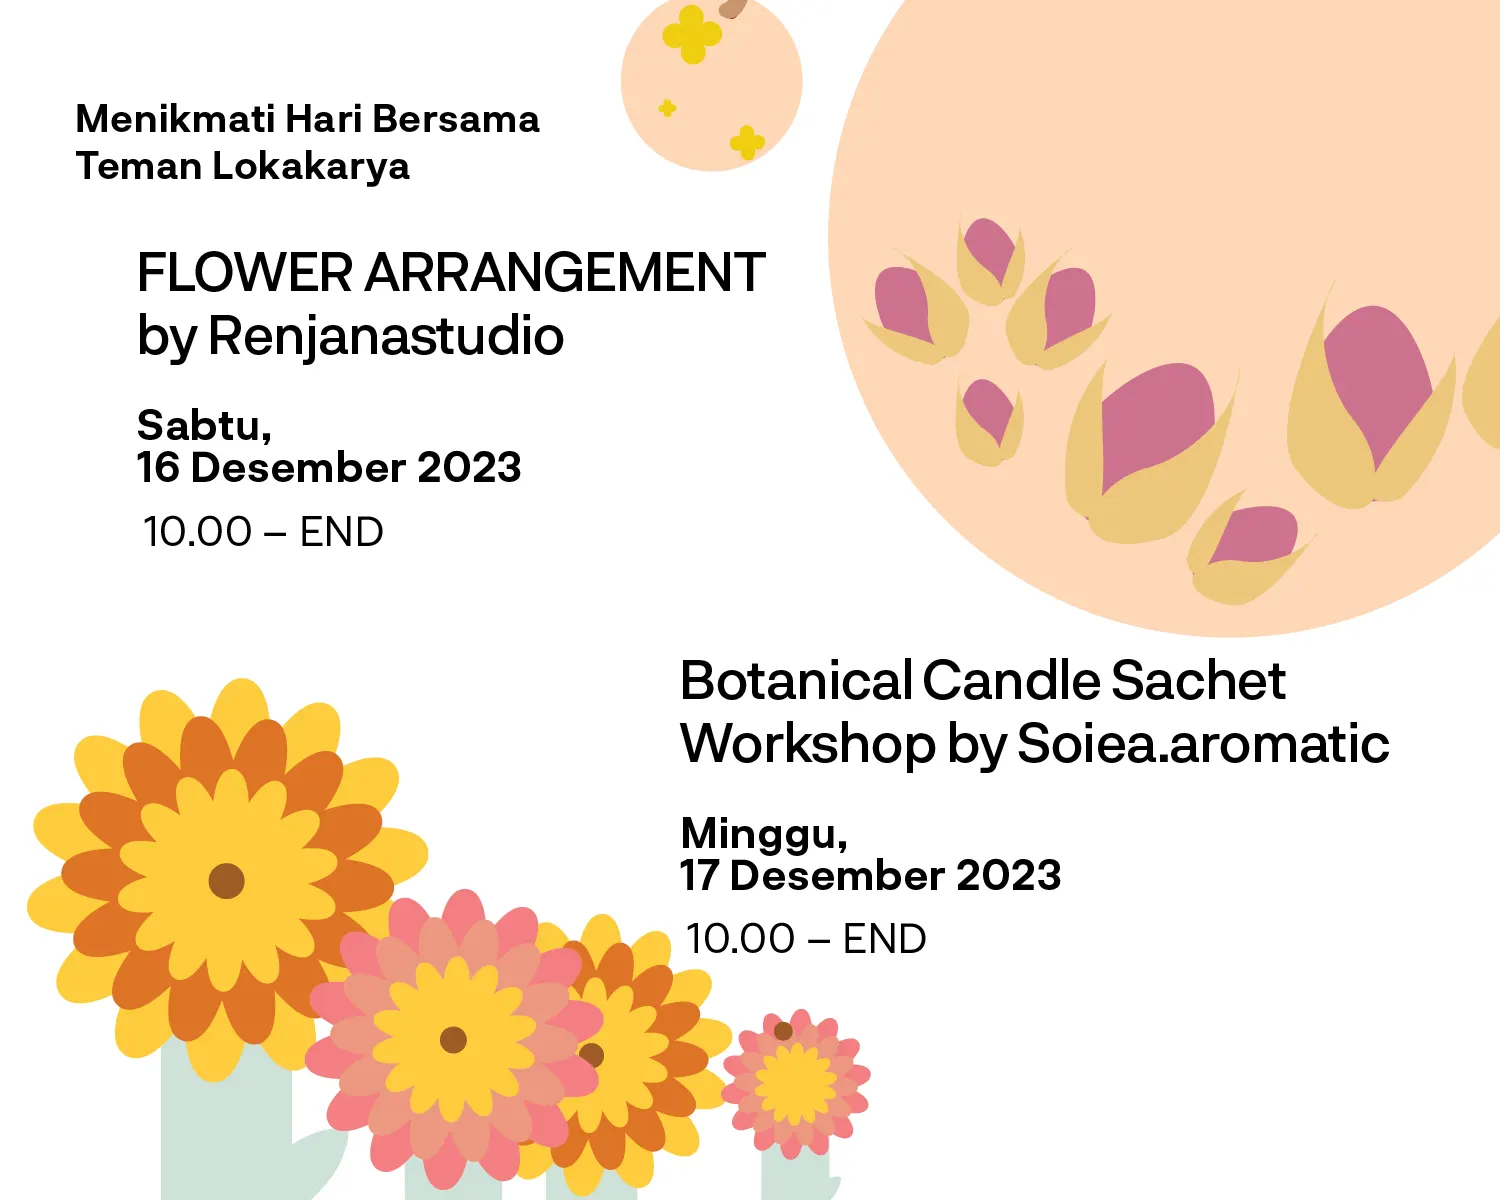 Menikmati Hari Bersama
Teman Lokakarya
FLOWER ARRANGEMENT
by Renjanastudio
Sabtu,
16 Desember 2023
10.00 – END
Botanical Candle Sachet
Workshop by Soiea.aromatic
Minggu,
17 Desember 2023
10.00 – END